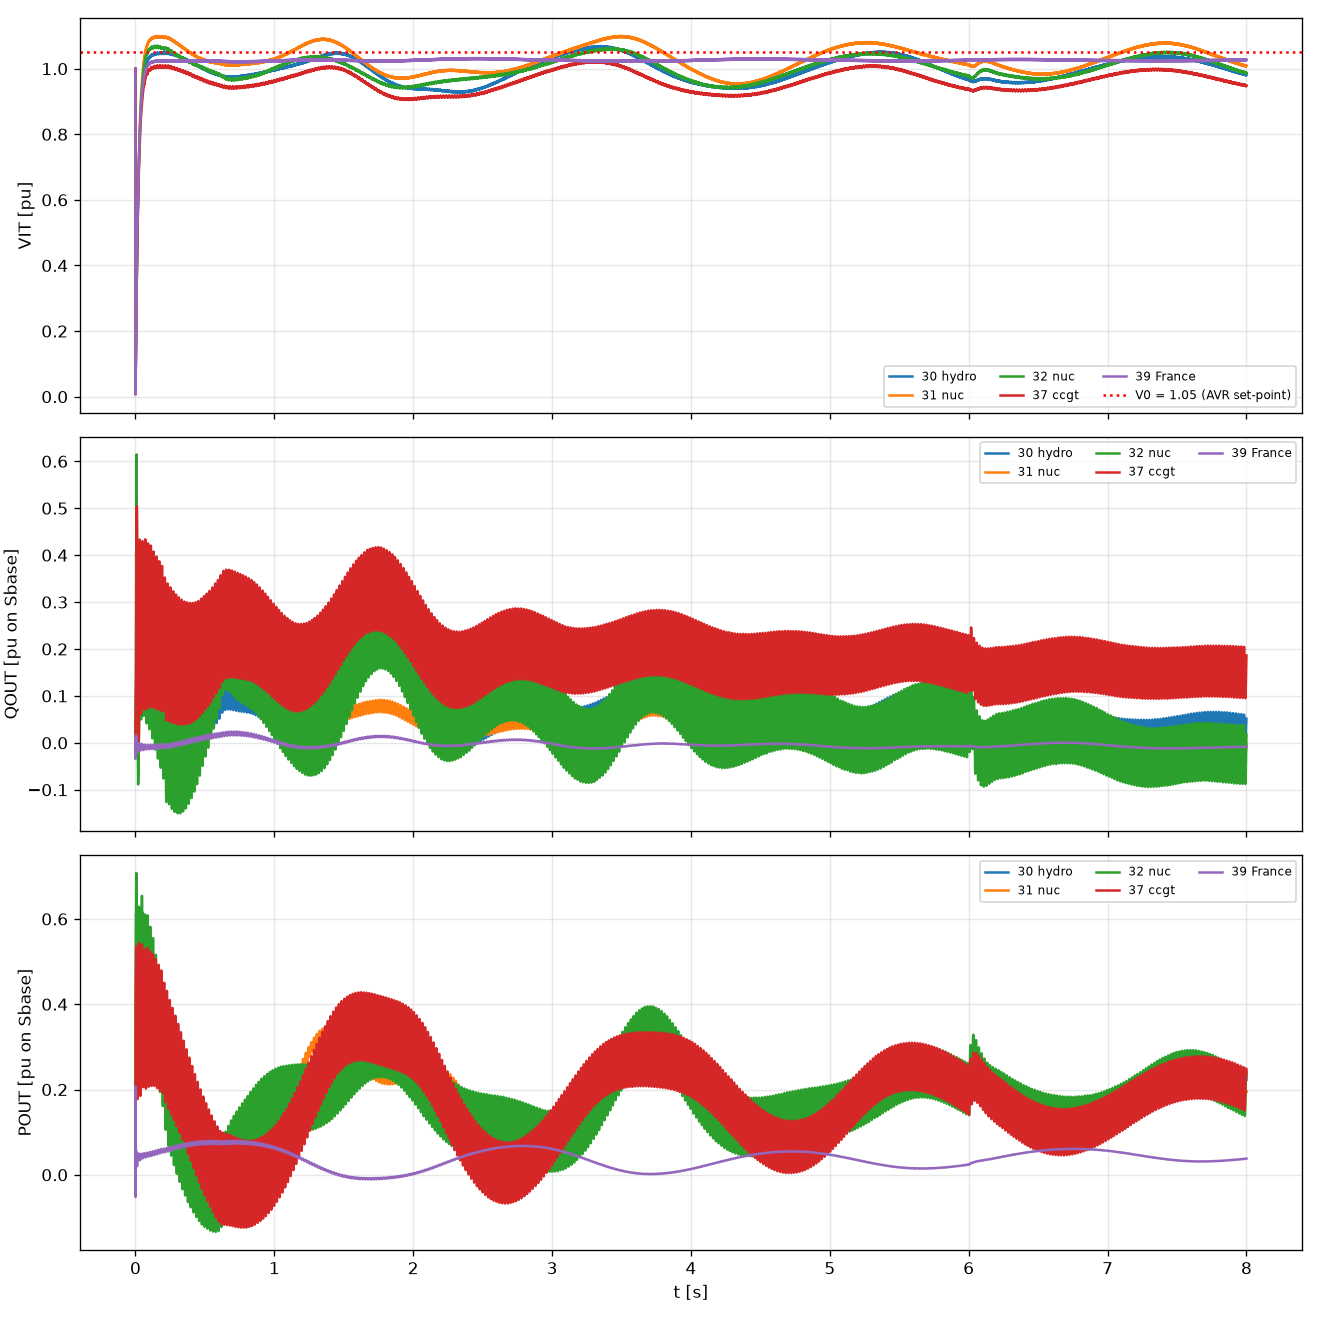 VIT [pu]
1.0
0.8
0.6
0.4
0.2
0.0
30 hydro 32 nuc 39 France
31 nuc 37 ccgt V0 = 1.05 (AVR set-point)
QOUT [pu on Sbase]
0.6
0.5
0.4
0.3
0.2
0.1
0.0
−0.1
30 hydro 32 nuc 39 France
31 nuc 37 ccgt
POUT [pu on Sbase]
0.6
0.4
0.2
0.0
30 hydro 32 nuc 39 France
31 nuc 37 ccgt
0 1 2 3 4 5 6 7 8
t [s]